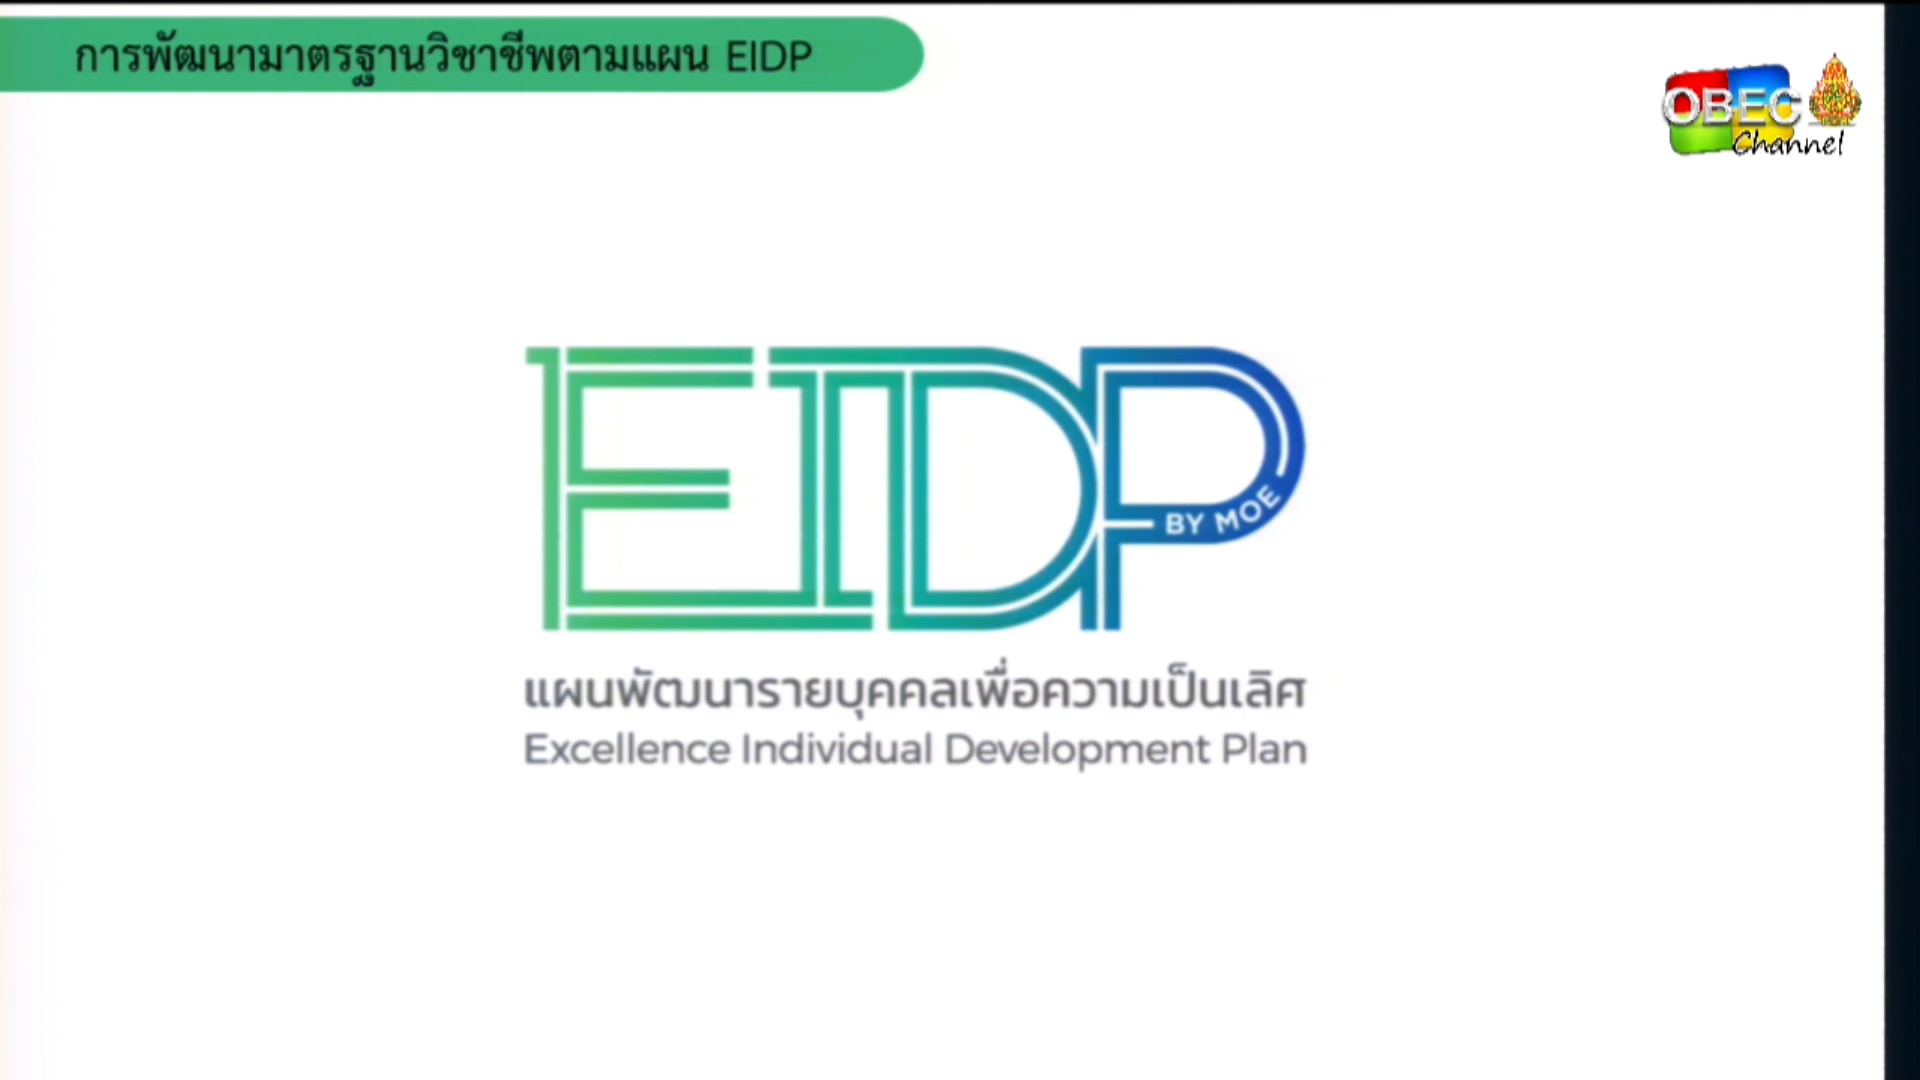 การพัฒนามาตรฐานวิชาชีพตามแผน EIDP
OBEC
Channel
EIDP
BY MOE
แผนพัฒนารายบุคคลเพื่อความเป็นเลิศ
Excellence Individual Development Plan